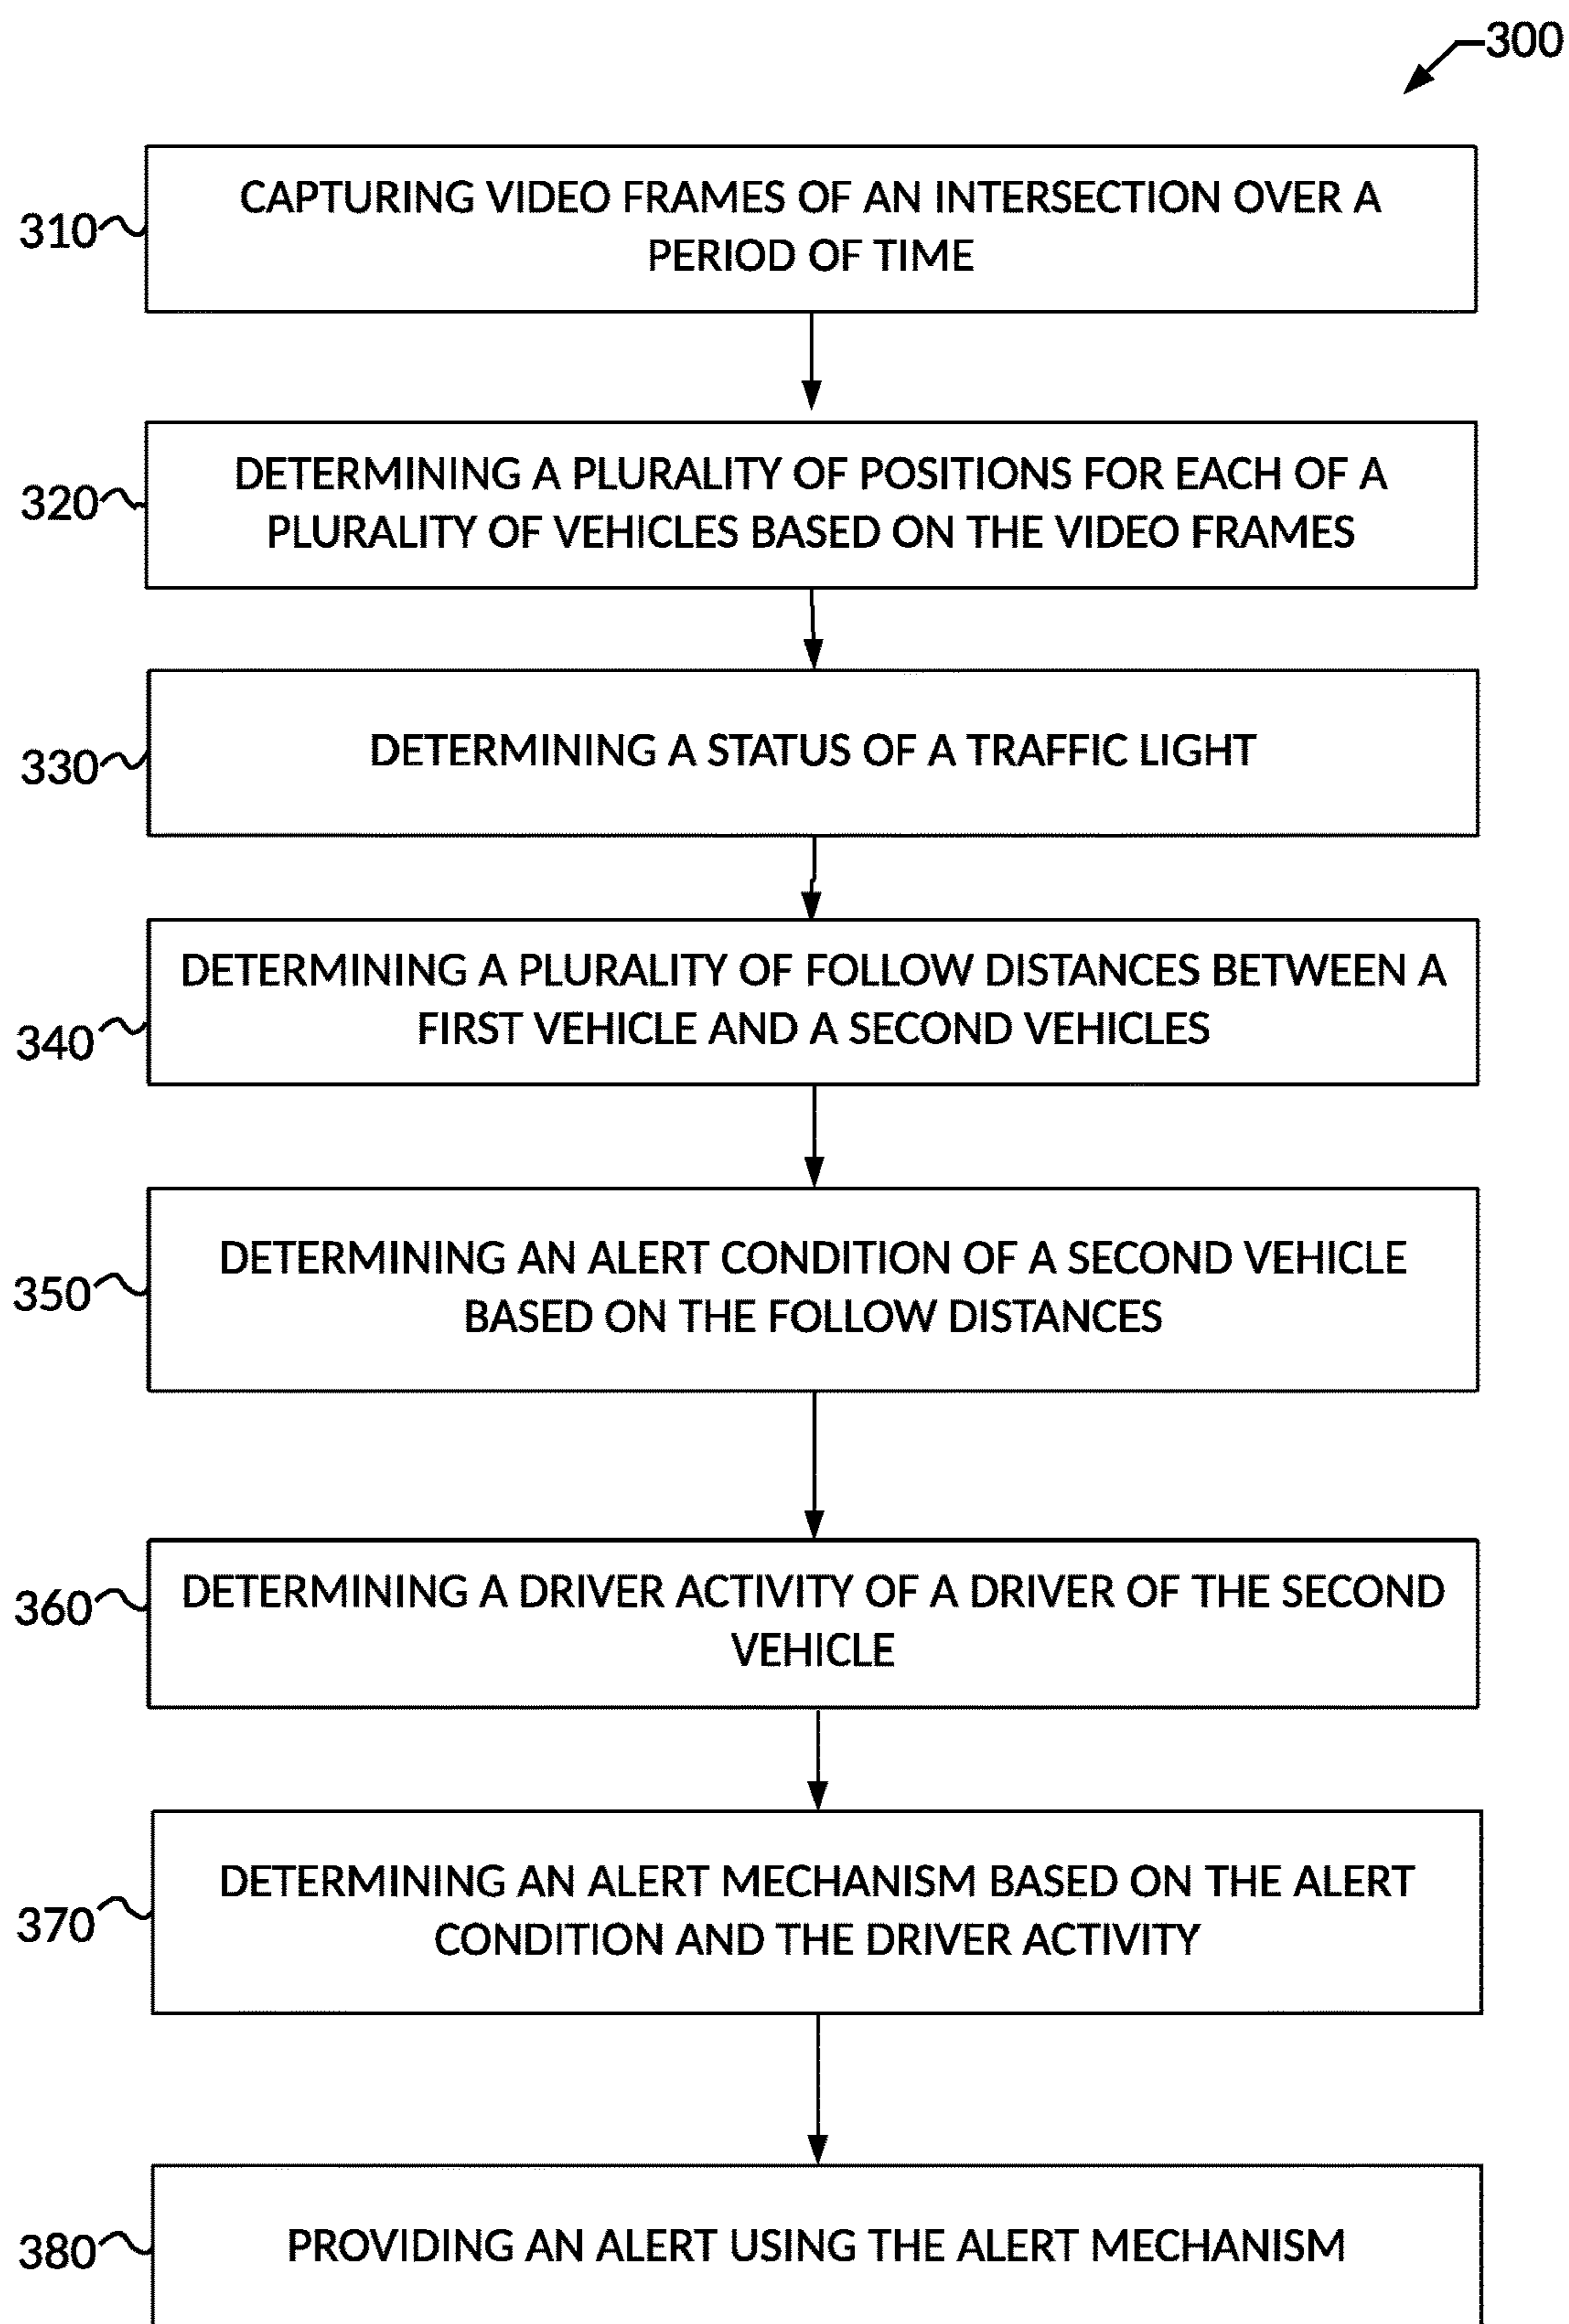 300
310
CAPTURING VIDEO FRAMES OF AN INTERSECTION OVER A
PERIOD OF TIME
320
DETERMINING A PLURALITY OF POSITIONS FOR EACH OF A
PLURALITY OF VEHICLES BASED ON THE VIDEO FRAMES
330
DETERMINING A STATUS OF A TRAFFIC LIGHT
340
DETERMINING A PLURALITY OF FOLLOW DISTANCES BETWEEN A
FIRST VEHICLE AND A SECOND VEHICLES
350
DETERMINING AN ALERT CONDITION OF A SECOND VEHICLE
BASED ON THE FOLLOW DISTANCES
360
DETERMINING A DRIVER ACTIVITY OF A DRIVER OF THE SECOND
VEHICLE
370
DETERMINING AN ALERT MECHANISM BASED ON THE ALERT
CONDITION AND THE DRIVER ACTIVITY
380
PROVIDING AN ALERT USING THE ALERT MECHANISM